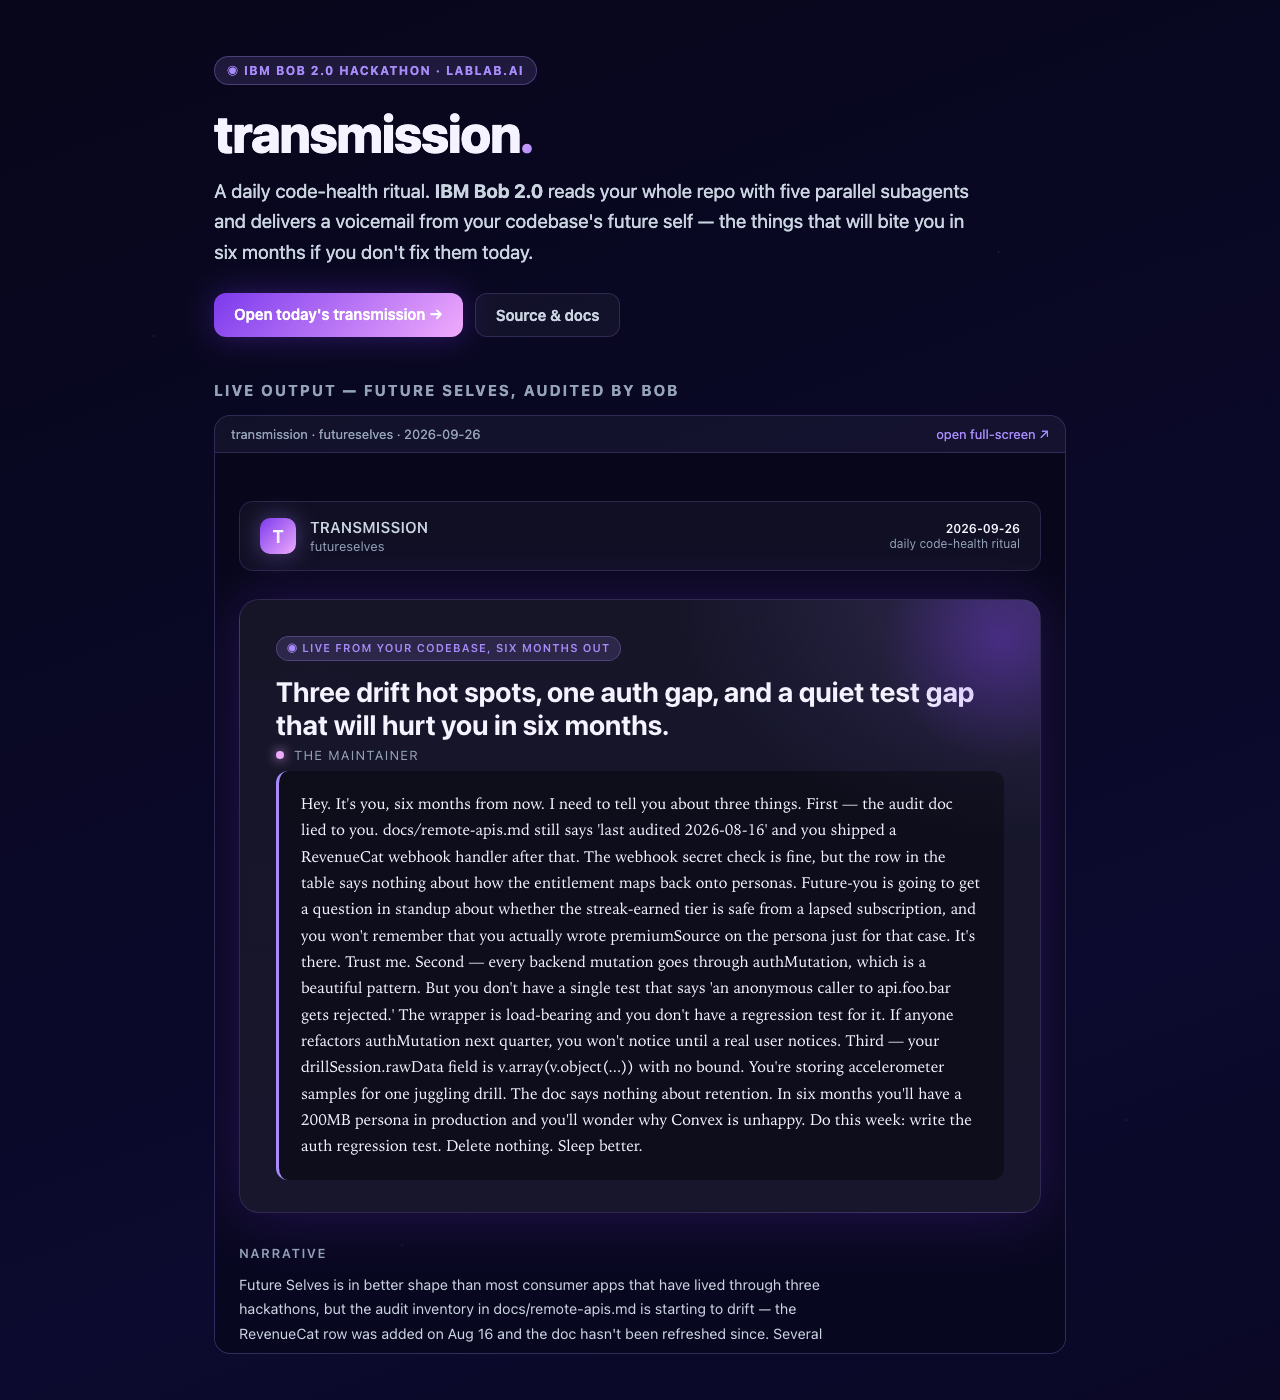 ◉ IBM BOB 2.0 HACKATHON · LABLAB.AI
transmission.
A daily code-health ritual. IBM Bob 2.0 reads your whole repo with five parallel subagents
and delivers a voicemail from your codebase's future self — the things that will bite you in
six months if you don't fix them today.
Open today's transmission →
Source & docs
LIVE OUTPUT — FUTURE SELVES, AUDITED BY BOB
transmission · futureselves · 2026-09-26
open full-screen ↗
T
TRANSMISSION
futureselves
2026-09-26
daily code-health ritual
◉ LIVE FROM YOUR CODEBASE, SIX MONTHS OUT
Three drift hot spots, one auth gap, and a quiet test gap
that will hurt you in six months.
THE MAINTAINER
Hey. It's you, six months from now. I need to tell you about three things. First — the audit doc
lied to you. docs/remote-apis.md still says 'last audited 2026-08-16' and you shipped a
RevenueCat webhook handler after that. The webhook secret check is fine, but the row in the
table says nothing about how the entitlement maps back onto personas. Future-you is going to get
a question in standup about whether the streak-earned tier is safe from a lapsed subscription, and
you won't remember that you actually wrote premiumSource on the persona just for that case. It's
there. Trust me. Second — every backend mutation goes through authMutation, which is a
beautiful pattern. But you don't have a single test that says 'an anonymous caller to api.foo.bar
gets rejected.' The wrapper is load-bearing and you don't have a regression test for it. If anyone
refactors authMutation next quarter, you won't notice until a real user notices. Third — your
drillSession.rawData field is v.array(v.object(...)) with no bound. You're storing accelerometer
samples for one juggling drill. The doc says nothing about retention. In six months you'll have a
200MB persona in production and you'll wonder why Convex is unhappy. Do this week: write the
auth regression test. Delete nothing. Sleep better.
NARRATIVE
Future Selves is in better shape than most consumer apps that have lived through three
hackathons, but the audit inventory in docs/remote-apis.md is starting to drift — the
RevenueCat row was added on Aug 16 and the doc hasn't been refreshed since. Several